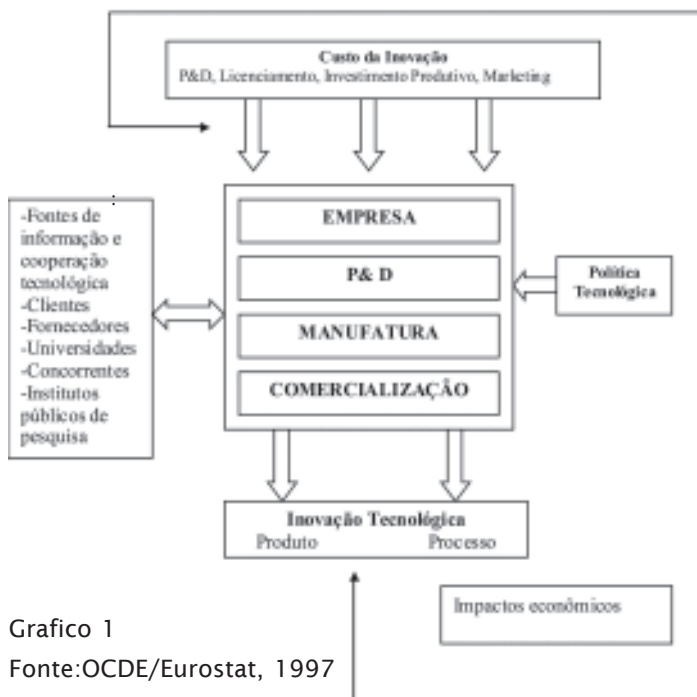 Custo da Inovação
P&D, Licenciamento, Investimento Produtivo, Marketing
:
-Fontes de
informação e
cooperação
tecnológica
-Clientes
-Fornecedores
-Universidades
-Concorrentes
-Institutos
públicos de
pesquisa
EMPRESA
P& D
MANUFATURA
COMERCIALIZAÇÃO
Política
Tecnológica
Inovação Tecnológica
Produto Processo
Impactos econômicos
Grafico 1
Fonte:OCDE/Eurostat, 1997